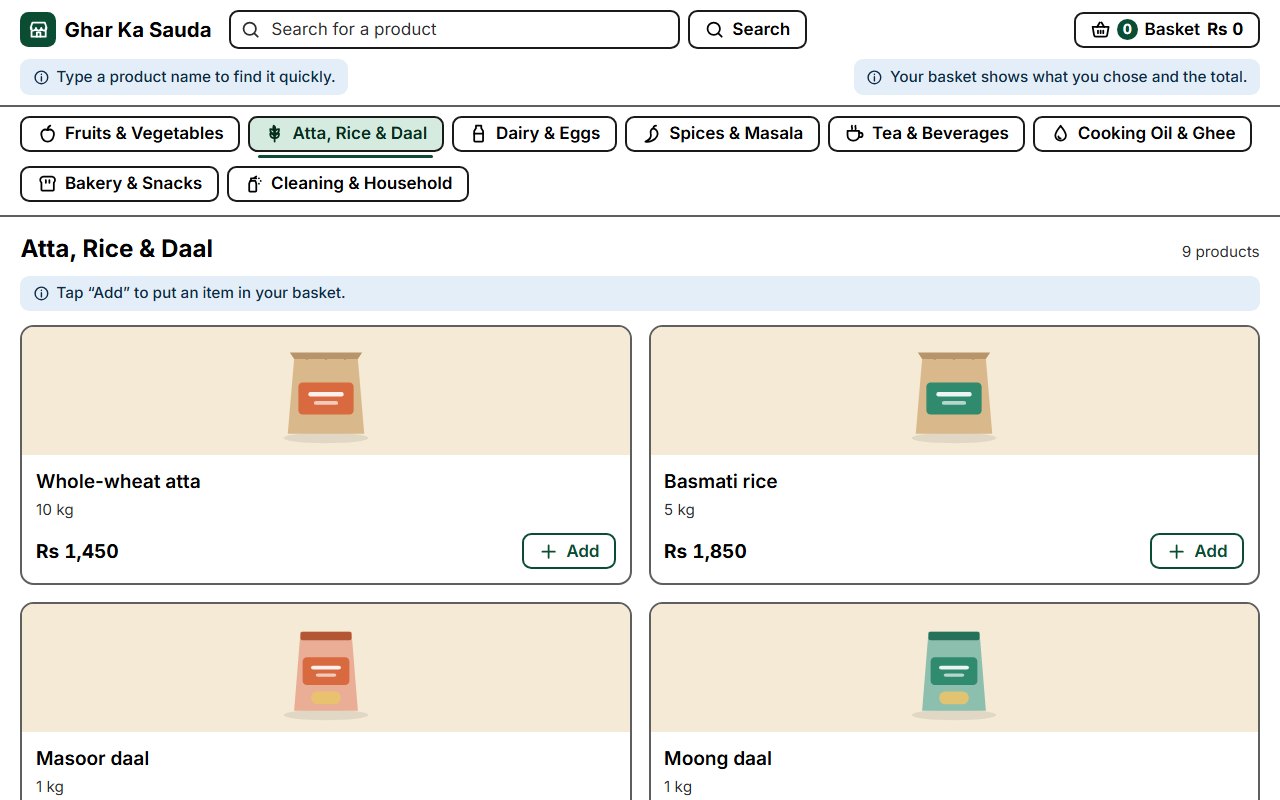 Ghar Ka Sauda
Search for a product
Search
0 Basket Rs 0
Type a product name to find it quickly.
Your basket shows what you chose and the total.
Fruits & Vegetables
Atta, Rice & Daal
Dairy & Eggs
Spices & Masala
Tea & Beverages
Cooking Oil & Ghee
Bakery & Snacks
Cleaning & Household
Atta, Rice & Daal
9 products
Tap “Add” to put an item in your basket.
Whole-wheat atta
10 kg
Rs 1,450
Add
Basmati rice
5 kg
Rs 1,850
Add
Masoor daal
1 kg
Moong daal
1 kg